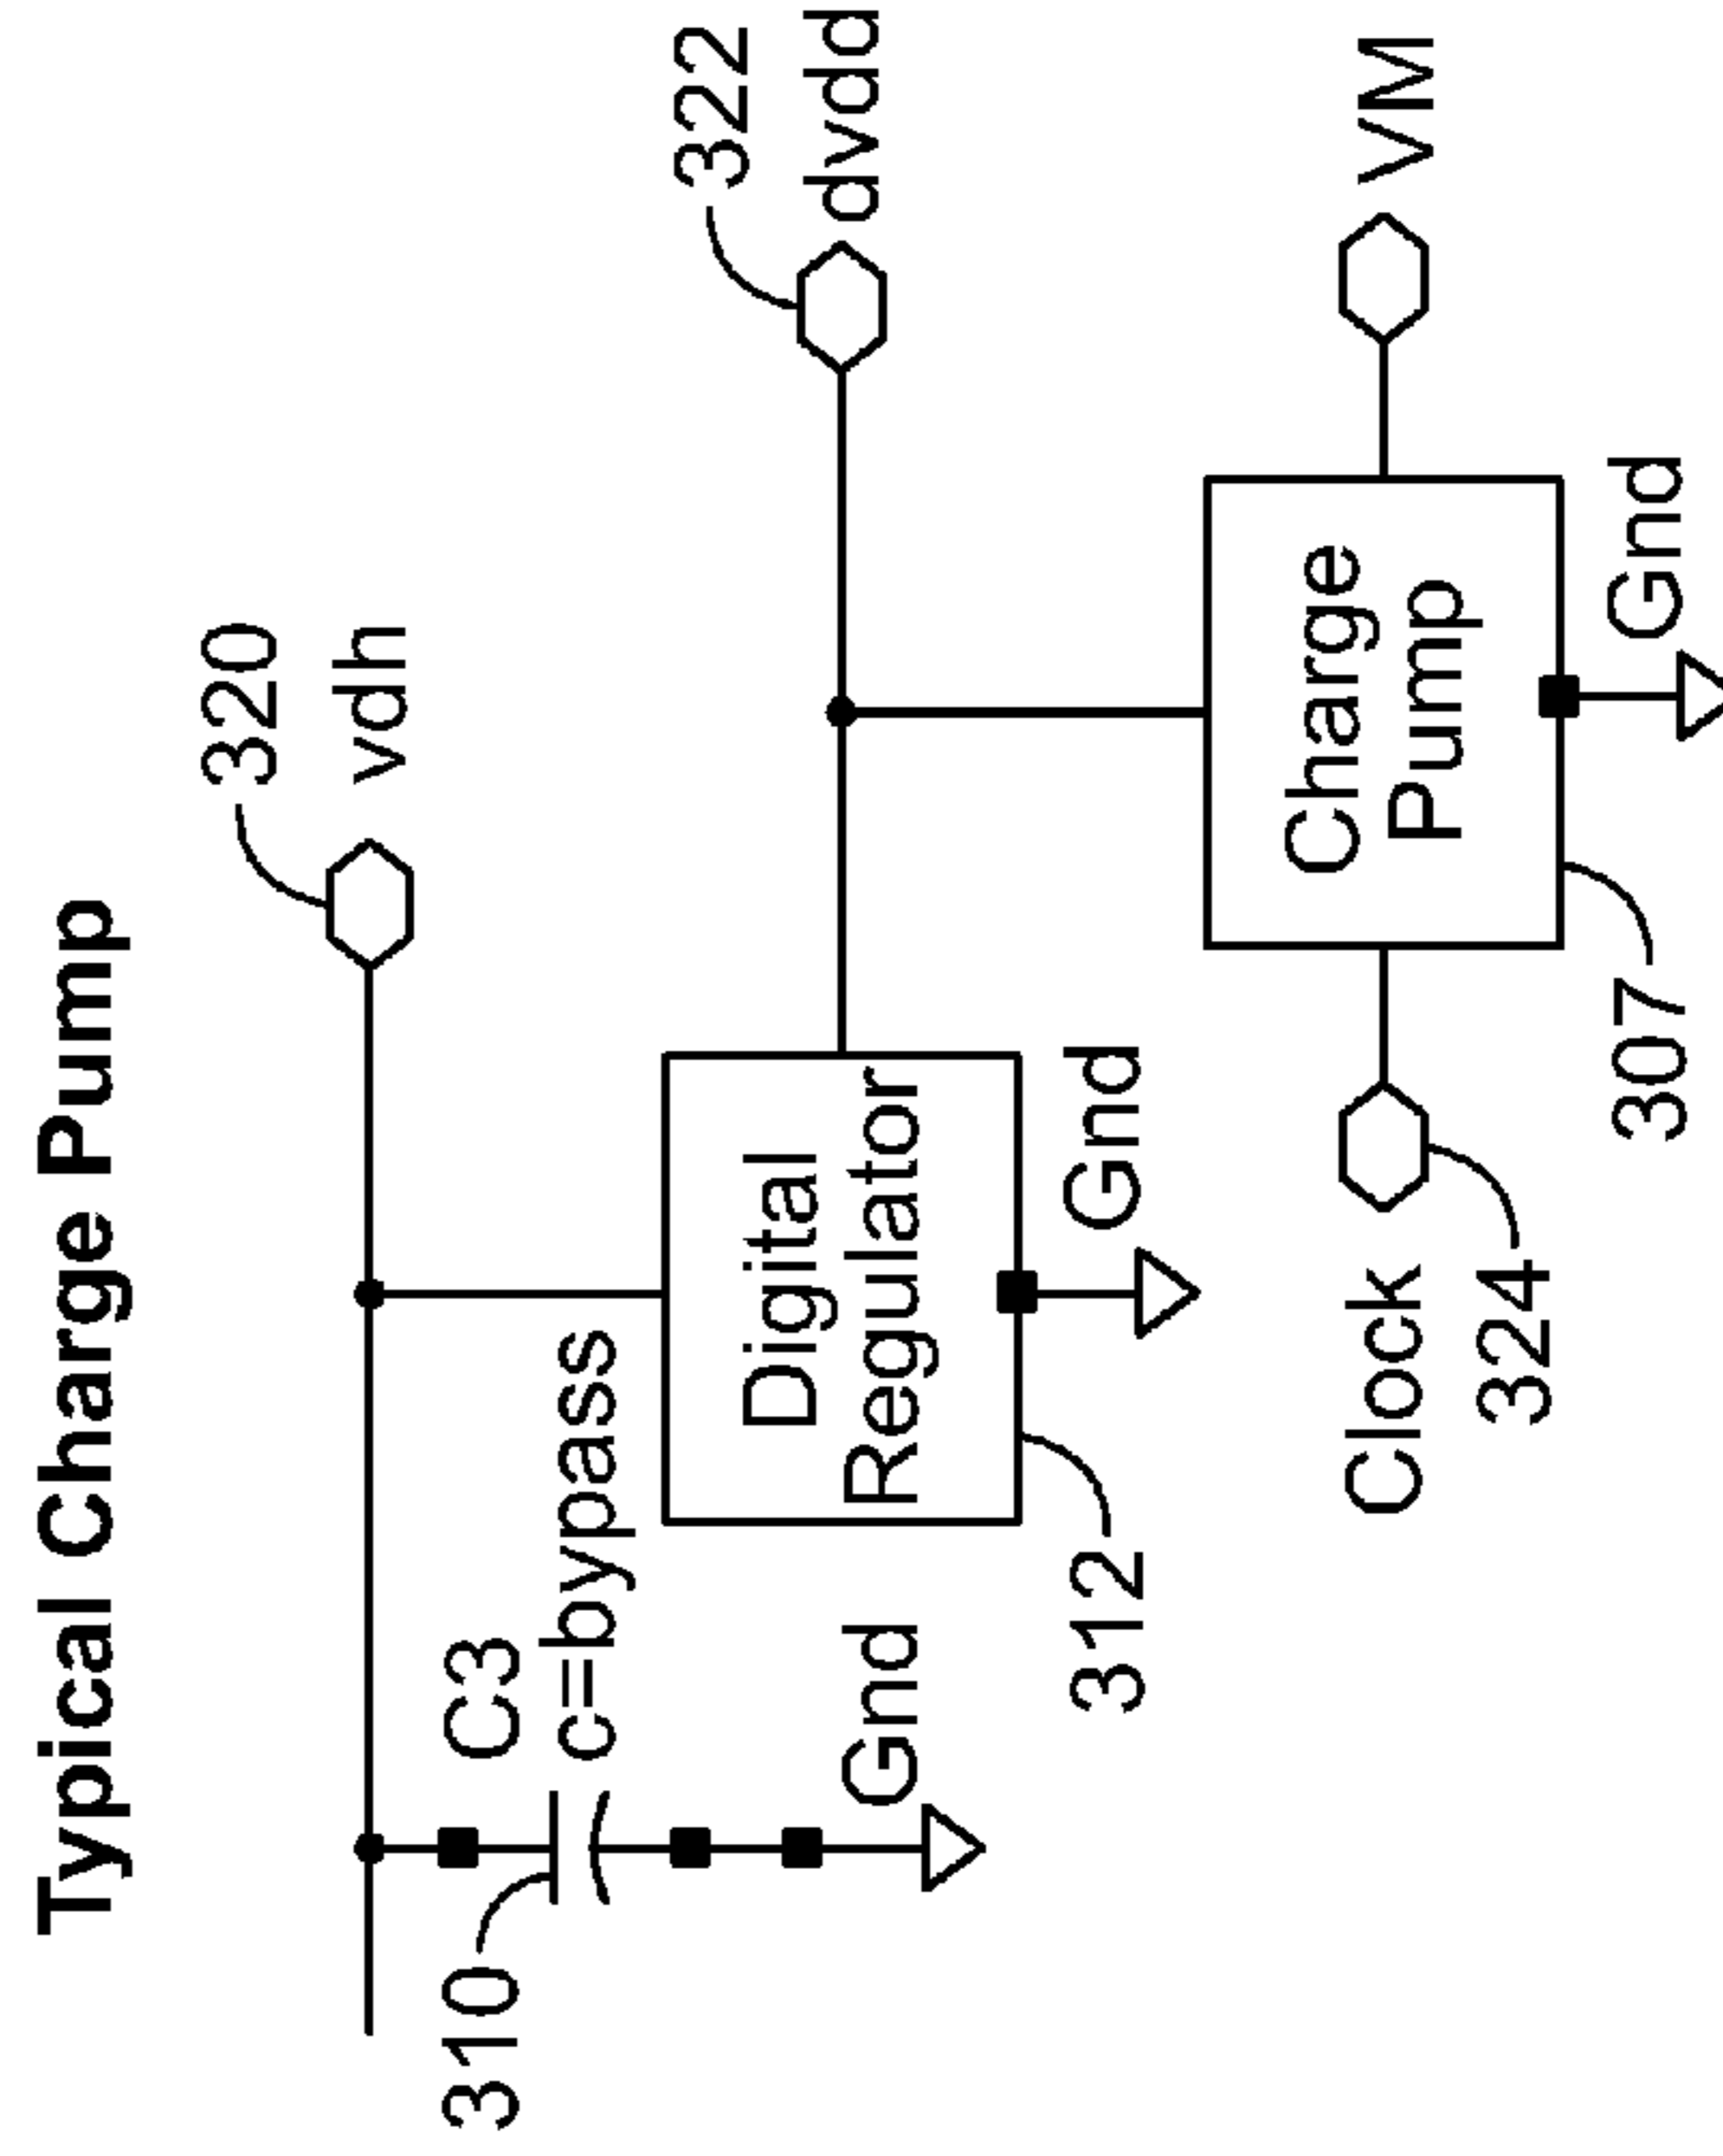 Typical Charge Pump
320
vdh
310
C3
c=bypass
Gnd
322
dvdd
Digital
Regulator
312
Gnd
Charge
Pump
VM
Clock
324
307
Gnd